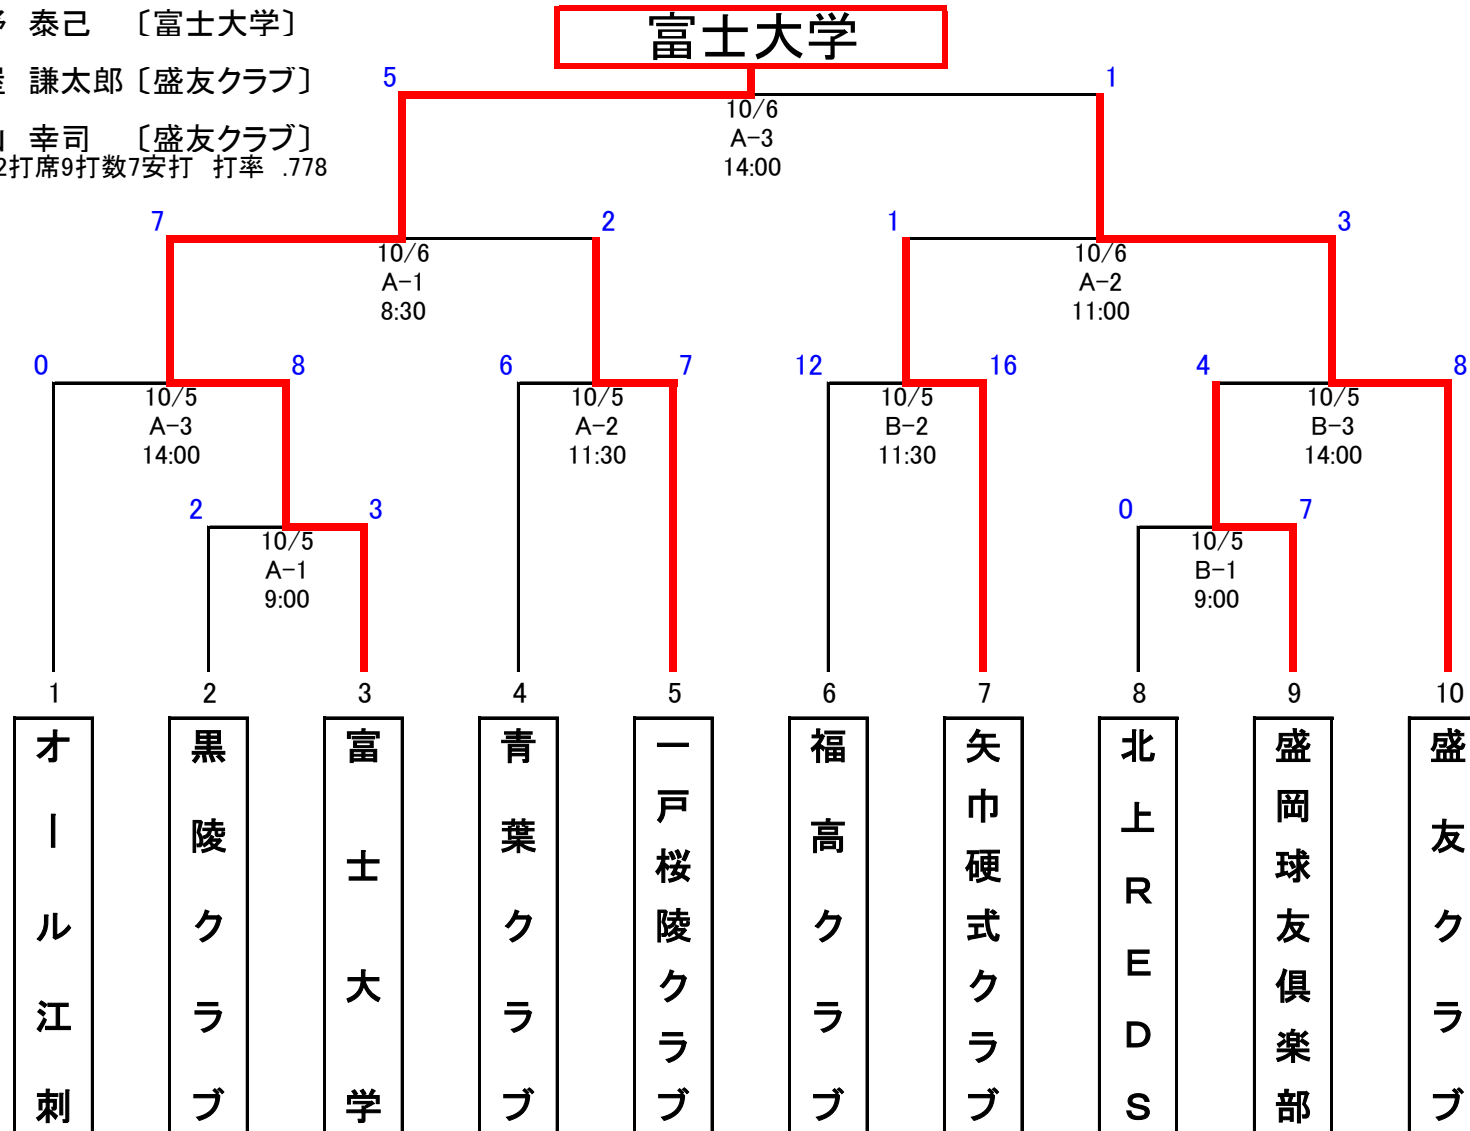 泰己 〔富士大学〕
富士大学
謙太郎〔盛友クラブ〕
5
1
10/6
A-3
14:00
幸司 〔盛友クラブ〕
2打席9打数7安打 打率 .778
7
2
1
3
10/6
A-1
8:30
10/6
A-2
11:00
0
8
6
7
12
16
4
8
10/5
A-3
14:00
10/5
A-2
11:30
10/5
B-2
11:30
10/5
B-3
14:00
2
3
0
7
10/5
A-1
9:00
10/5
B-1
9:00
1
2
3
4
5
6
7
8
9
10
オール江刺
黒陵クラブ
富士大学
青葉クラブ
一戸桜陵クラブ
福高クラブ
矢巾硬式クラブ
北上REDS
盛岡球友倶楽部
盛友クラブ